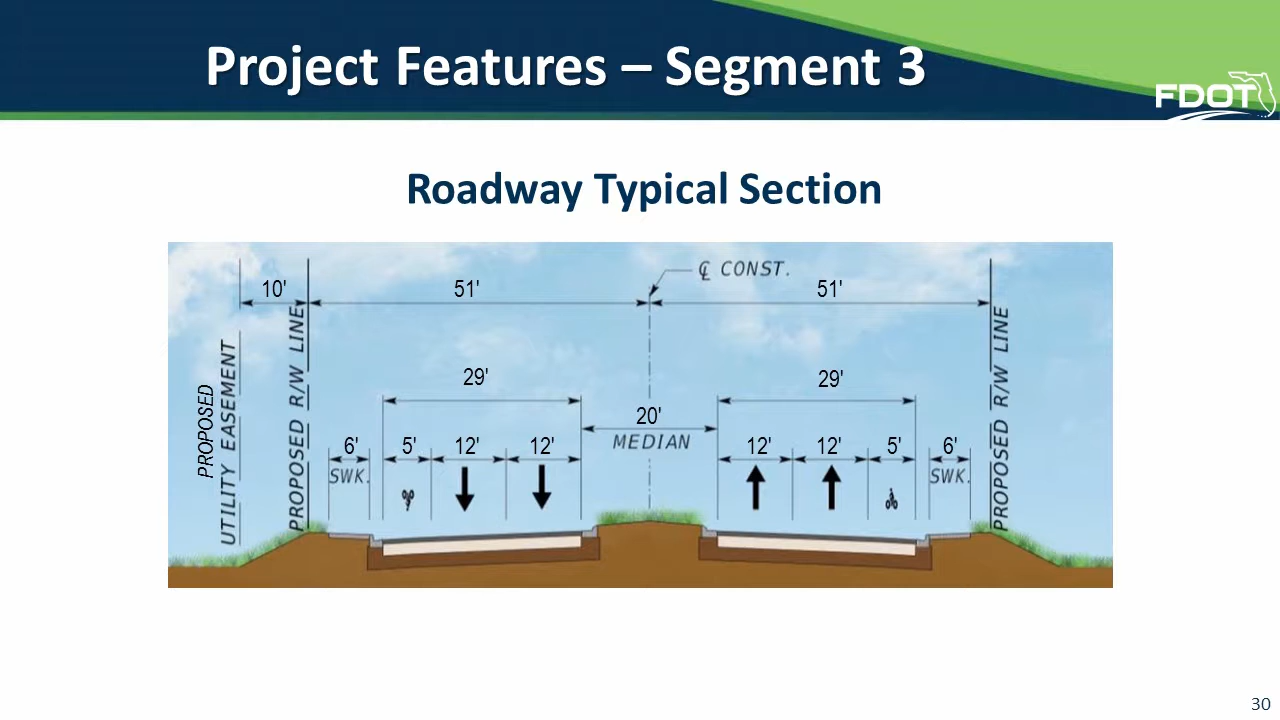 Project Features – Segment 3
FDOT
Roadway Typical Section
℄ CONST.
10'
51'
51'
PROPOSED
UTILITY EASEMENT
PROPOSED R/W LINE
PROPOSED R/W LINE
29'
29'
20'
MEDIAN
6'
5'
12'
12'
12'
12'
5'
6'
SWK.
SWK.
30